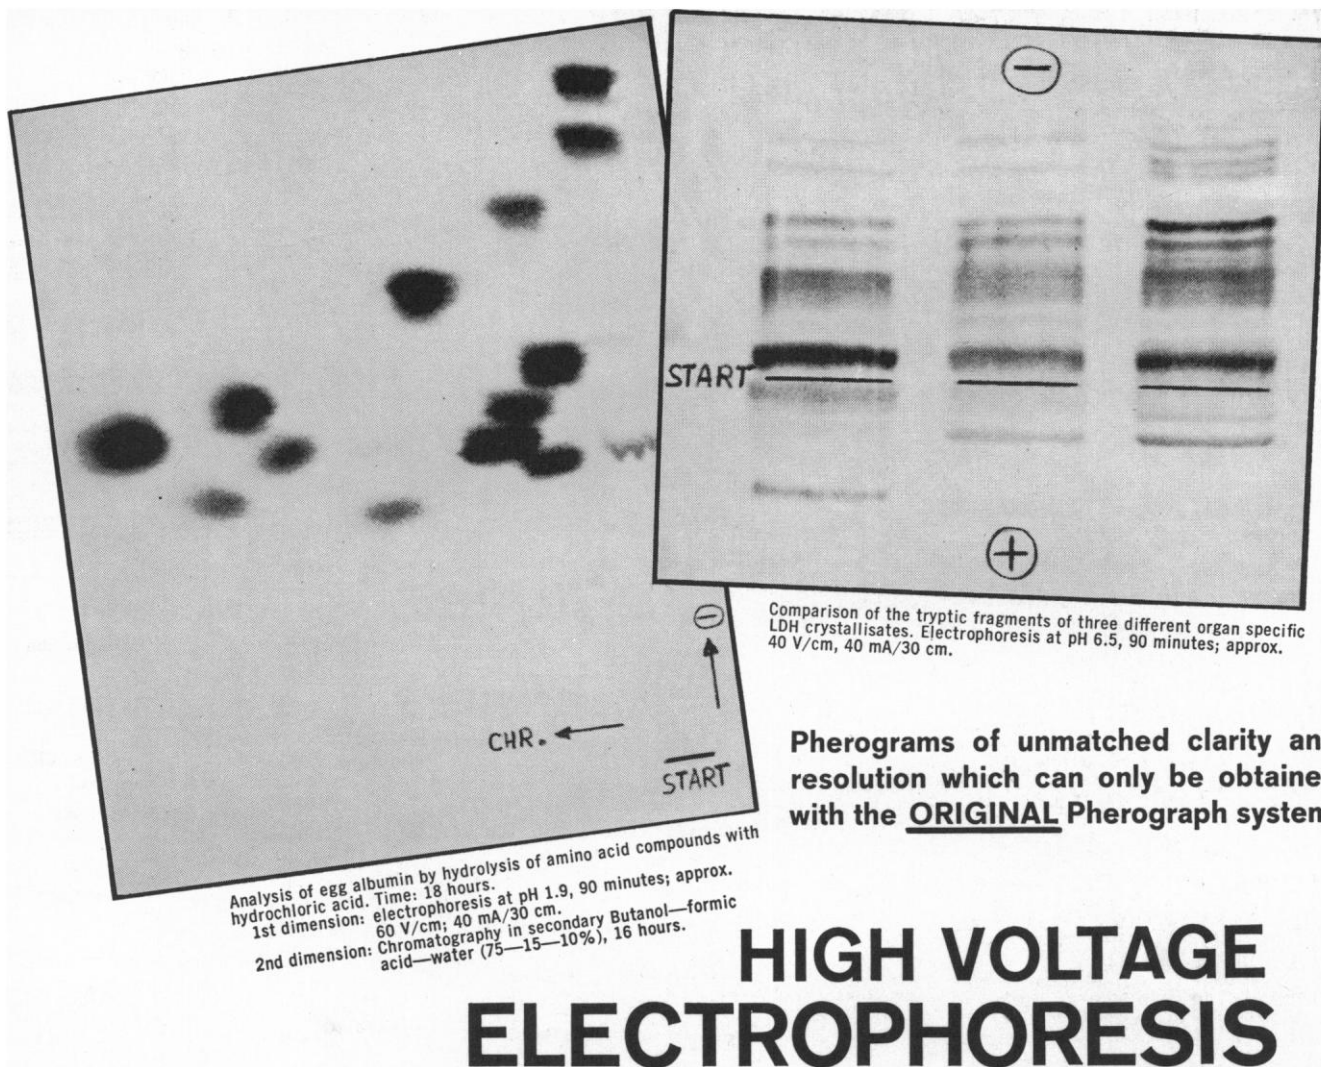 START
Comparison of the tryptic fragments of three different organ specific
LDH crystallisates. Electrophoresis at pH 6.5, 90 minutes; approx.
40 V/cm, 40 mA/30 cm.
CHR.
START
Analysis of egg albumin by hydrolysis of amino acid compounds with
hydrochloric acid. Time: 18 hours.
1st dimension: electrophoresis at pH 1.9, 90 minutes; approx.
60 V/cm; 40 mA/30 cm.
2nd dimension: Chromatography in secondary Butanol—formic
acid—water (75—15—10%), 16 hours.
Pherograms of unmatched clarity an
resolution which can only be obtaine
with the ORIGINAL Pherograph system
HIGH VOLTAGE
ELECTROPHORESIS